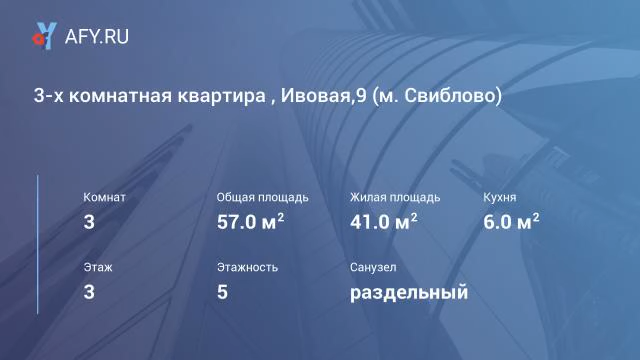 AFY.RU
3-х комнатная квартира , Ивовая,9 (м. Свиблово)
Комнат Общая площадь Жилая площадь Кухня
3 57.0 м² 41.0 м² 6.0 м²
Этаж Этажность Санузел
3 5 раздельный